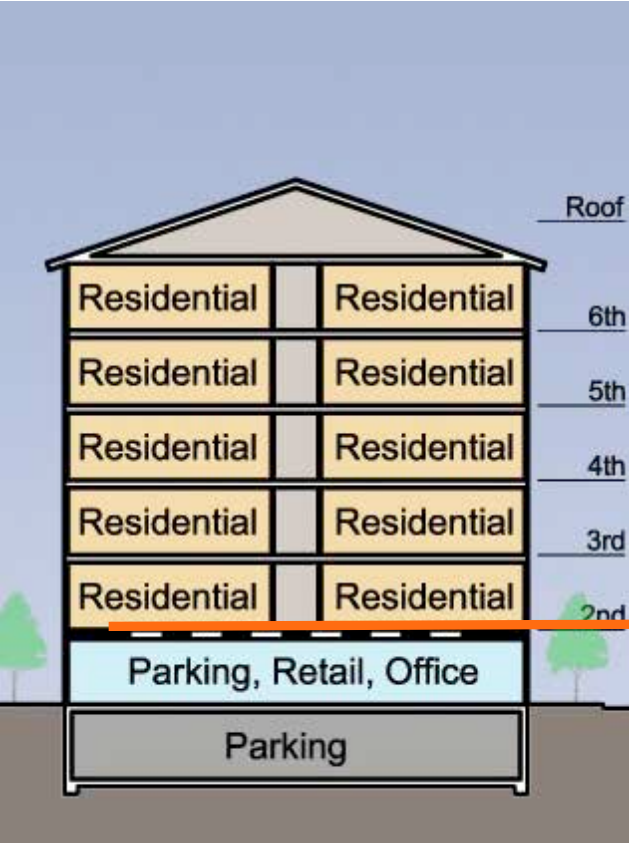 Roof
Residential Residential
6th
Residential Residential
5th
Residential Residential
4th
Residential Residential
3rd
Residential Residential
2nd
Parking, Retail, Office
Parking